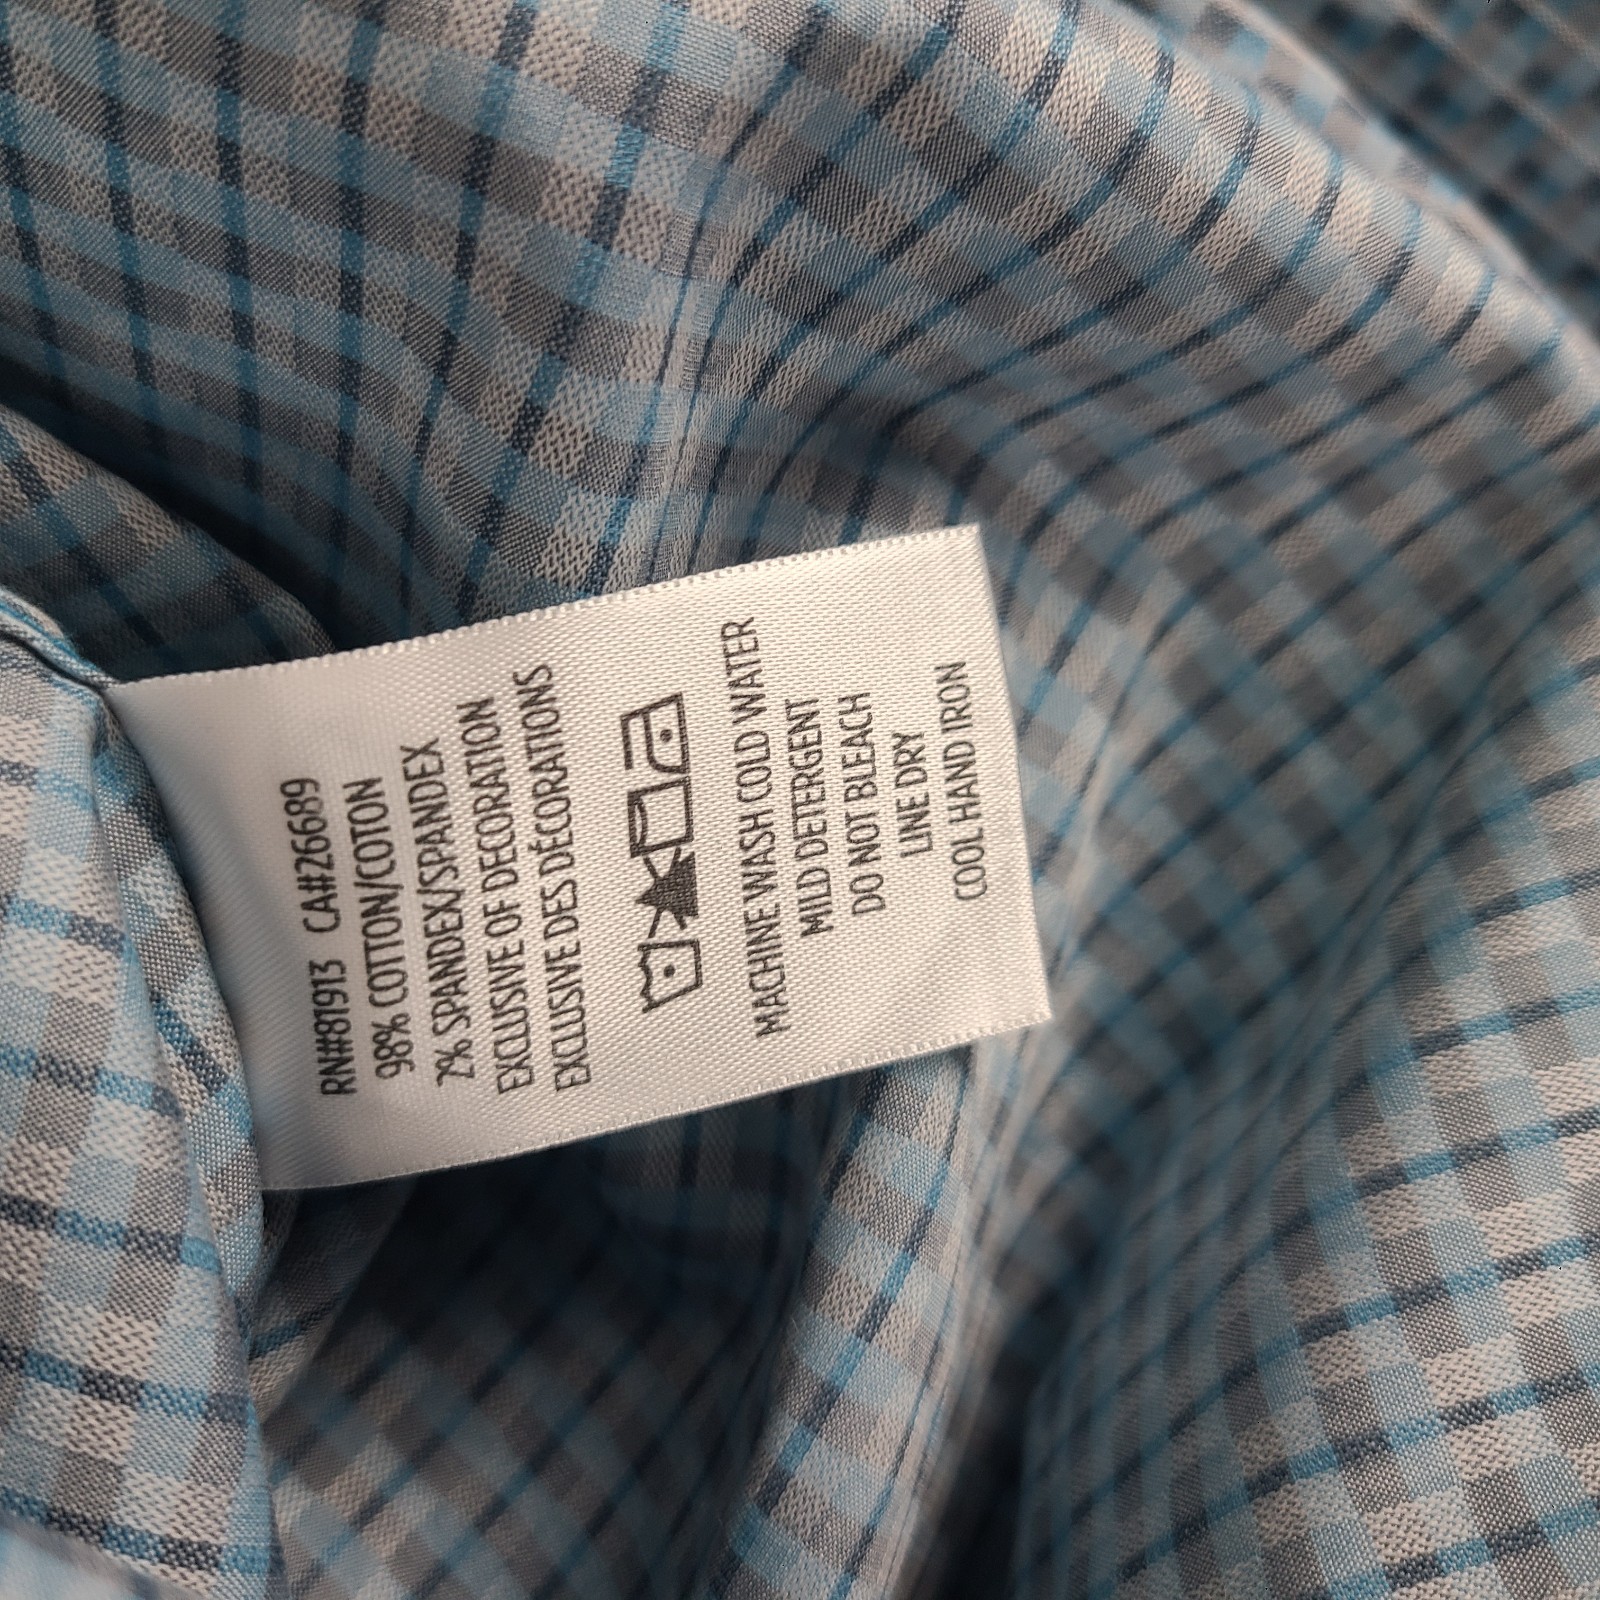 RN#81913 CA#26689
98% COTTON/COTON
2% SPANDEX/SPANDEX
EXCLUSIVE OF DECORATION
EXCLUSIVE DES DÉCORATIONS
MACHINE WASH COLD WATER
MILD DETERGENT
DO NOT BLEACH
LINE DRY
COOL HAND IRON